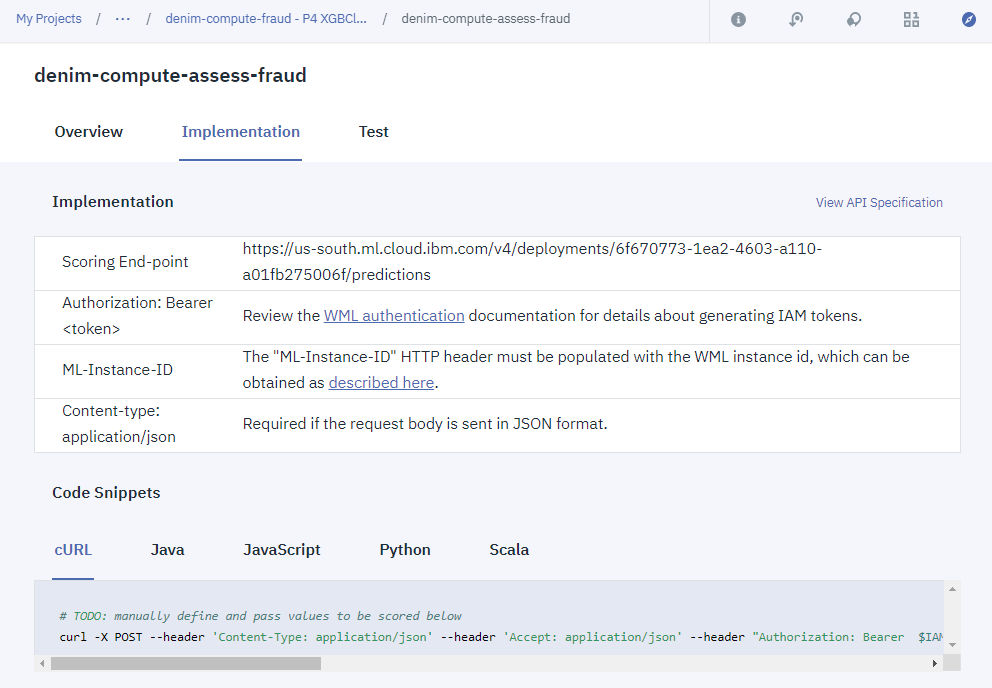 My Projects / ... / denim-compute-fraud - P4 XGBCl... / denim-compute-assess-fraud
denim-compute-assess-fraud
Overview Implementation Test
Implementation View API Specification
Scoring End-point
https://us-south.ml.cloud.ibm.com/v4/deployments/6f670773-1ea2-4603-a110-
a01fb275006f/predictions
Authorization: Bearer
<token>
Review the WML authentication documentation for details about generating IAM tokens.
ML-Instance-ID
The "ML-Instance-ID" HTTP header must be populated with the WML instance id, which can be
obtained as described here.
Content-type:
application/json
Required if the request body is sent in JSON format.
Code Snippets
cURL Java JavaScript Python Scala
# TODO: manually define and pass values to be scored below
curl -X POST --header 'Content-Type: application/json' --header 'Accept: application/json' --header "Authorization: Bearer $IAM